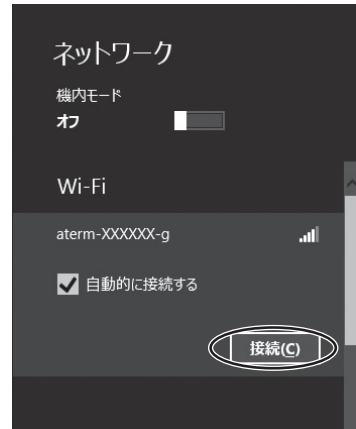 ネットワーク
機内モード
オフ
Wi-Fi
aterm-XXXXXX-g
自動的に接続する
接続(C)